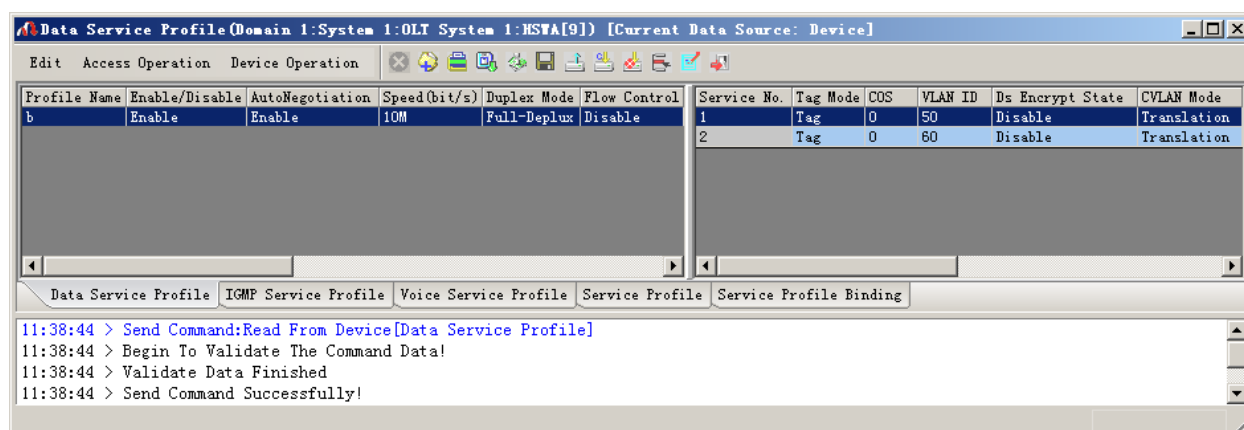 Data Service Profile(Domain 1:System 1:OLT System 1:HSWA[9]) [Current Data Source: Device]
Edit Access Operation Device Operation
Profile Name Enable/Disable AutoNegotiation Speed(bit/s) Duplex Mode Flow Control Service No. Tag Mode COS VLAN ID Ds Encrypt State CVLAN Mode
b Enable Enable 10M Full-Deplux Disable 1 Tag 0 50 Disable Translation
2 Tag 0 60 Disable Translation
Data Service Profile IGMP Service Profile Voice Service Profile Service Profile Service Profile Binding
11:38:44 > Send Command:Read From Device[Data Service Profile]
11:38:44 > Begin To Validate The Command Data!
11:38:44 > Validate Data Finished
11:38:44 > Send Command Successfully!